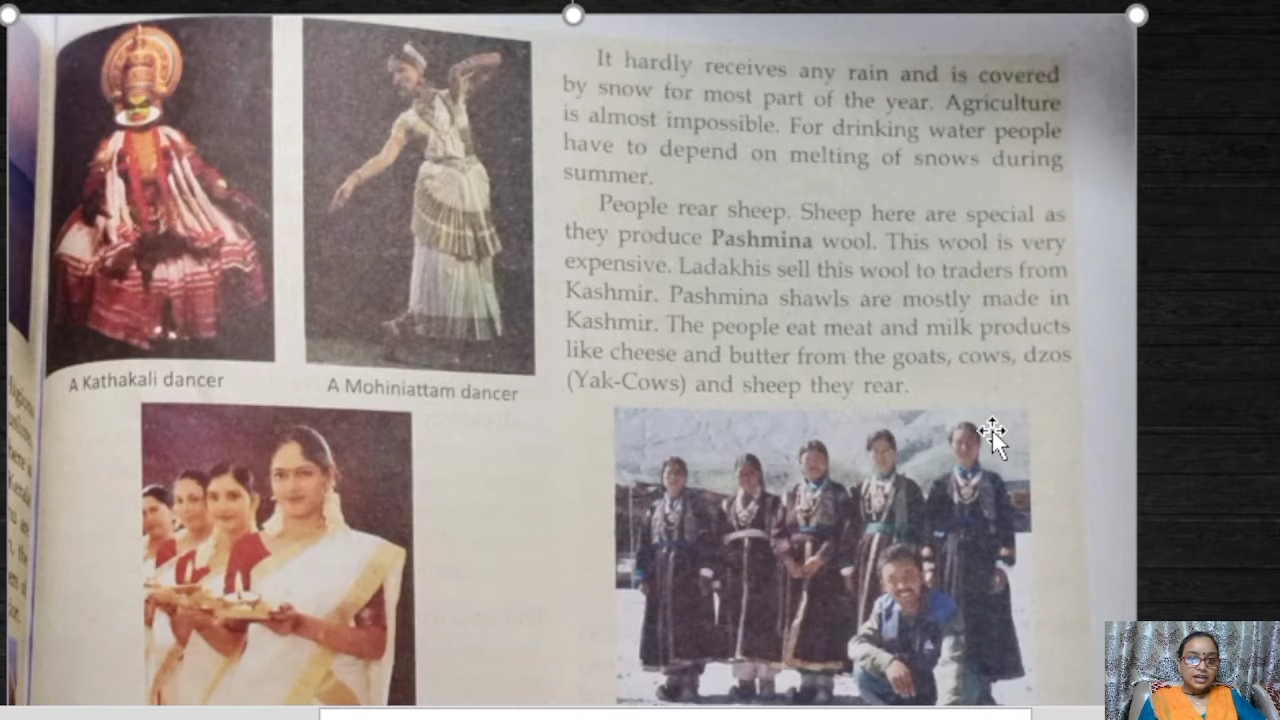 A Kathakali dancer
A Mohiniattam dancer
It hardly receives any rain and is covered
by snow for most part of the year. Agriculture
is almost impossible. For drinking water people
have to depend on melting of snows during
summer.
People rear sheep. Sheep here are special as
they produce Pashmina wool. This wool is very
expensive. Ladakhis sell this wool to traders from
Kashmir. Pashmina shawls are mostly made in
Kashmir. The people eat meat and milk products
like cheese and butter from the goats, cows, dzos
(Yak-Cows) and sheep they rear.